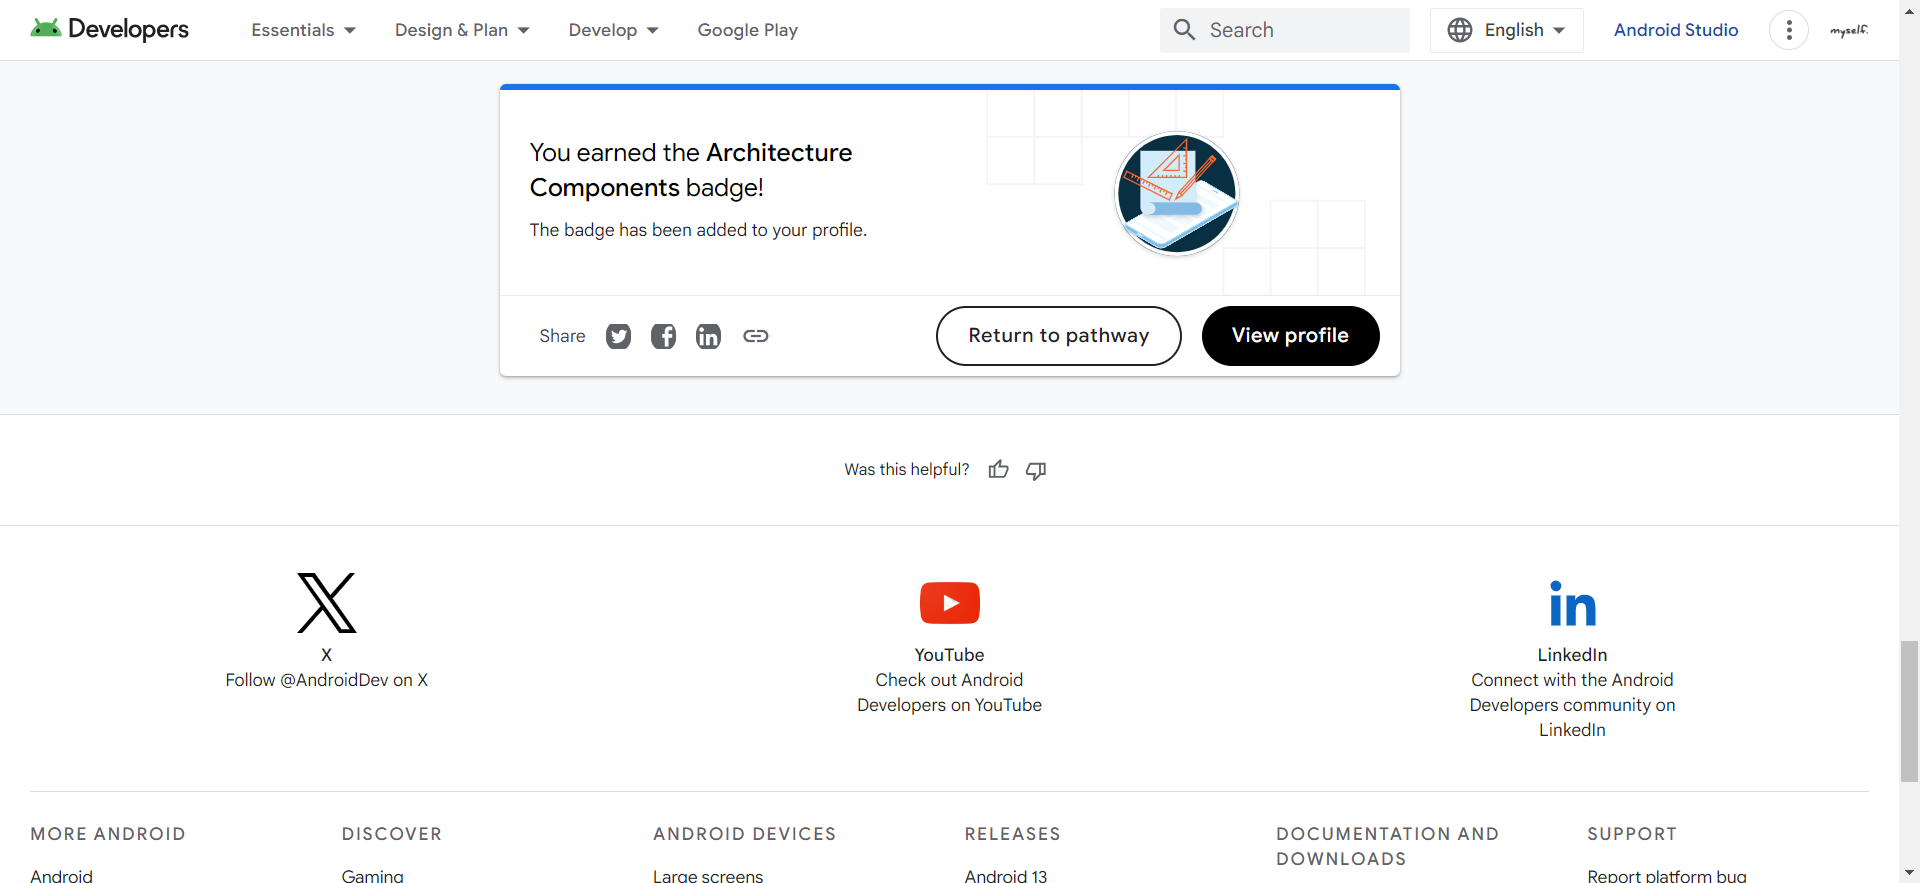 Developers
Essentials
Design & Plan
Develop
Google Play
Search
English
Android Studio
myself.
You earned the Architecture
Components badge!
The badge has been added to your profile.
Share
Return to pathway
View profile
Was this helpful?
X
Follow @AndroidDev on X
YouTube
Check out Android
Developers on YouTube
LinkedIn
Connect with the Android
Developers community on
LinkedIn
MORE ANDROID
Android
DISCOVER
Gaming
ANDROID DEVICES
Large screens
RELEASES
Android 13
DOCUMENTATION AND
DOWNLOADS
SUPPORT
Report platform bug